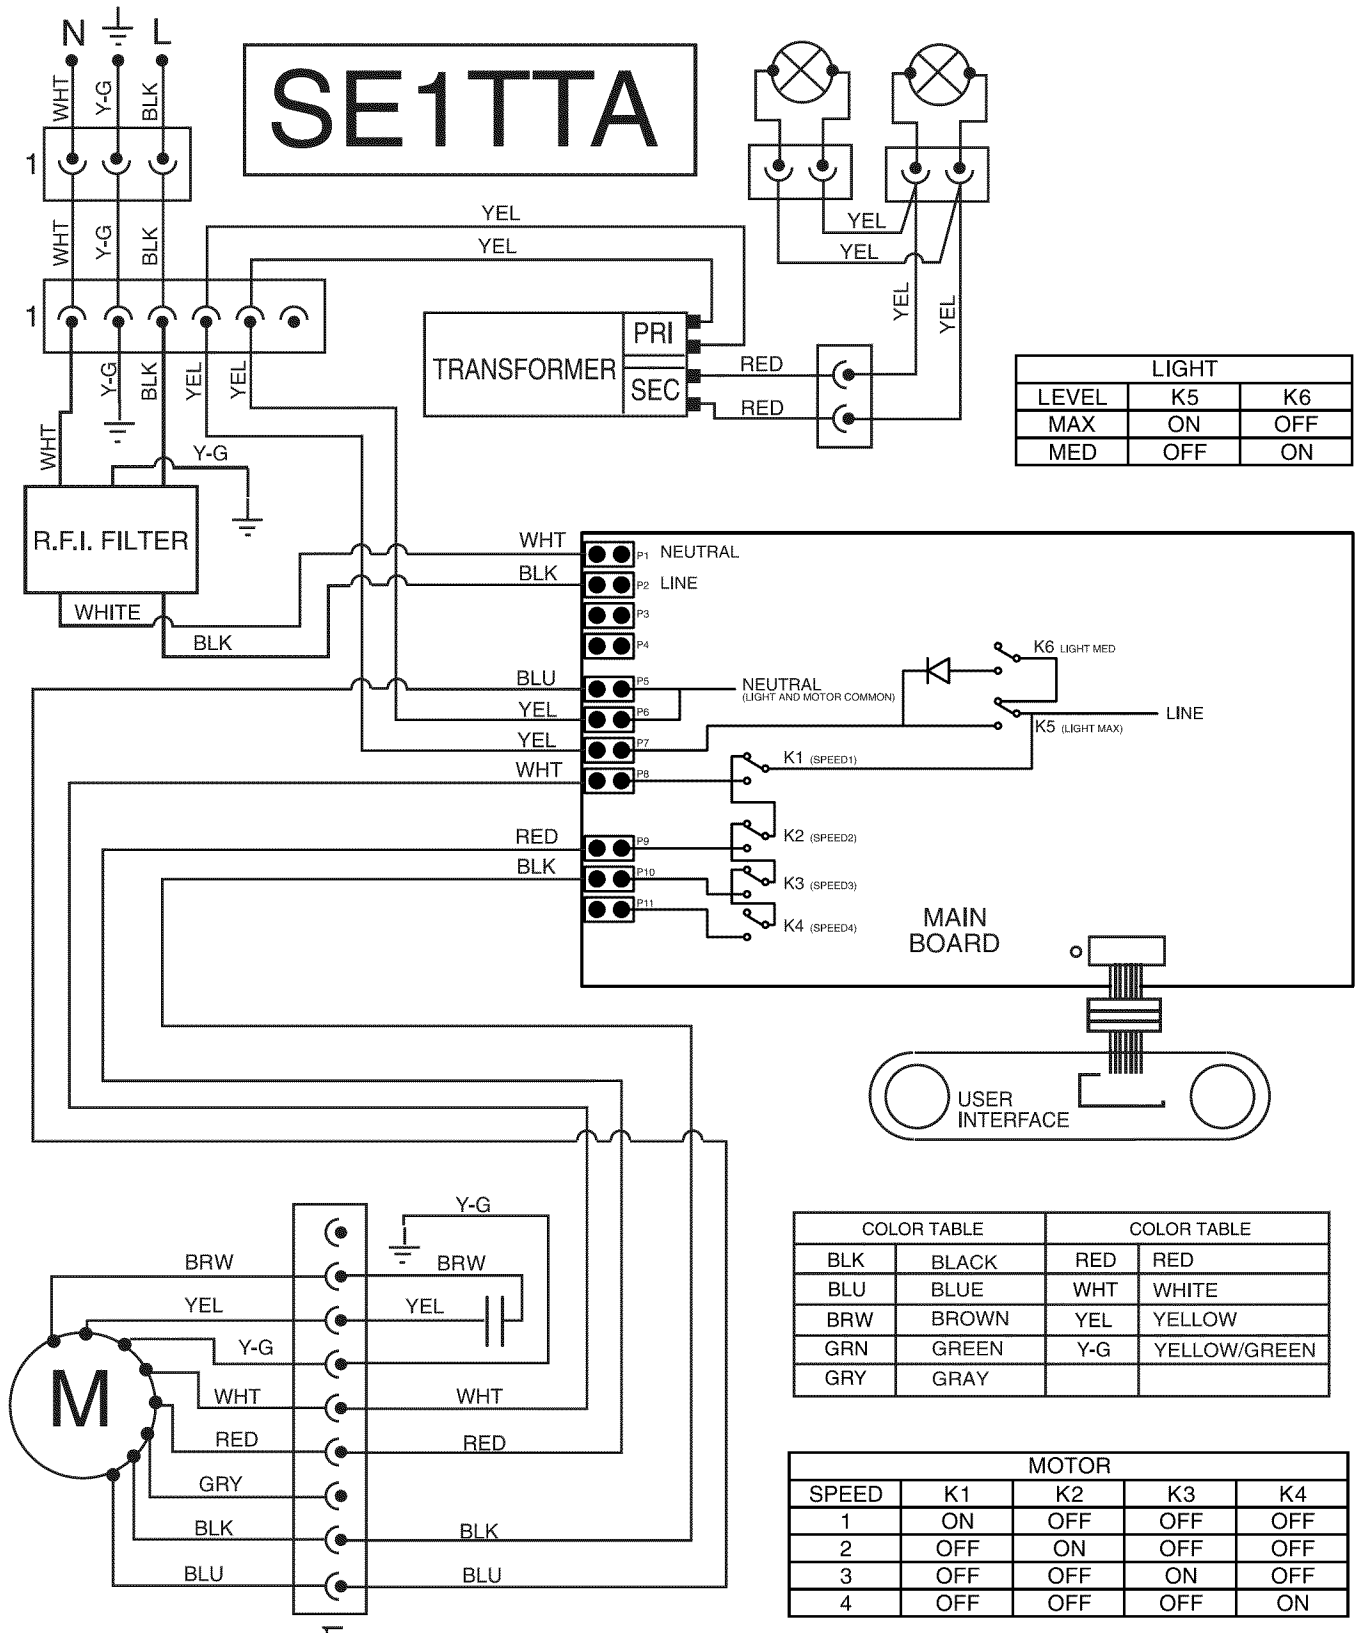 N L
SE1TTA
WHT Y-G BLK
1
WHT Y-G BLK
YEL
YEL
YEL
YEL
1
PRI
TRANSFORMER
SEC
RED
RED
YEL YEL
WHT Y-G BLK YEL YEL
Y-G
R.F.I. FILTER
WHITE
BLK
LIGHT
LEVEL K5 K6
MAX ON OFF
MED OFF ON
WHT P1 NEUTRAL
BLK P2 LINE
P3
P4
BLU P5 NEUTRAL
(LIGHT AND MOTOR COMMON)
YEL P6
YEL P7
WHT P8
RED P9
BLK P10
P11
K6 LIGHT MED
LINE
K5 (LIGHT MAX)
K1 (SPEED1)
K2 (SPEED2)
K3 (SPEED3)
K4 (SPEED4)
MAIN
BOARD
USER
INTERFACE
Y-G
BRW BRW
YEL YEL
Y-G
M
WHT WHT
RED RED
GRY
BLK BLK
BLU BLU
1
COLOR TABLE COLOR TABLE
BLK BLACK RED RED
BLU BLUE WHT WHITE
BRW BROWN YEL YELLOW
GRN GREEN Y-G YELLOW/GREEN
GRY GRAY
MOTOR
SPEED K1 K2 K3 K4
1 ON OFF OFF OFF
2 OFF ON OFF OFF
3 OFF OFF ON OFF
4 OFF OFF OFF ON